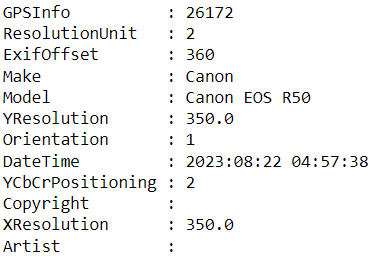 GPSInfo : 26172
ResolutionUnit : 2
ExifOffset : 360
Make : Canon
Model : Canon EOS R50
YResolution : 350.0
Orientation : 1
DateTime : 2023:08:22 04:57:38
YCbCrPositioning : 2
Copyright :
XResolution : 350.0
Artist :